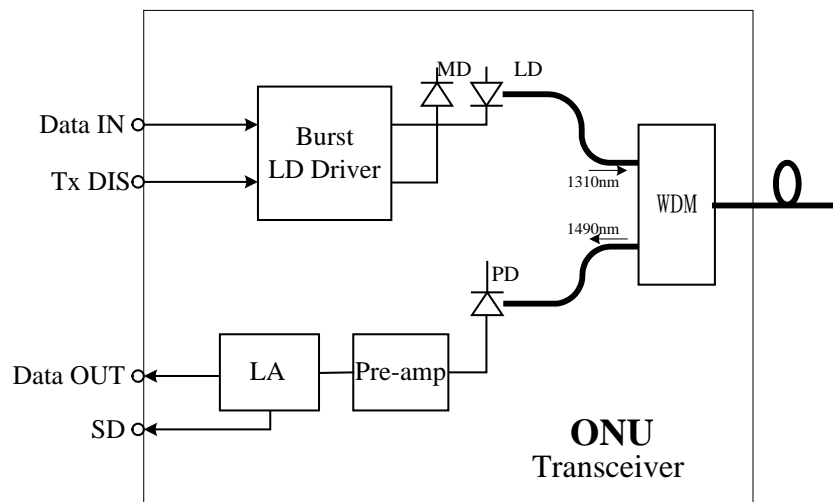 MD
LD
Data IN
Burst
LD Driver
Tx DIS
1310nm
WDM
1490nm
PD
Data OUT
LA
Pre-amp
SD
ONU
Transceiver